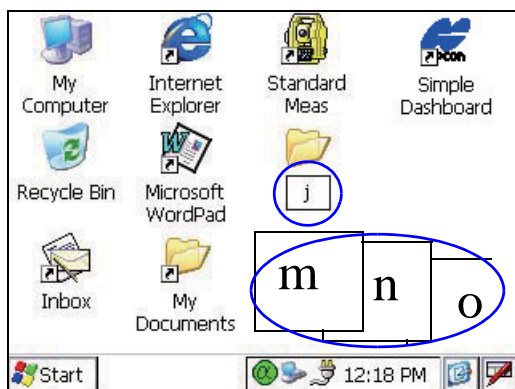 My Computer
Internet Explorer
Standard Meas
Simple Dashboard
Recycle Bin
Microsoft WordPad
j
Inbox
My Documents
m
n
o
Start
12:18 PM